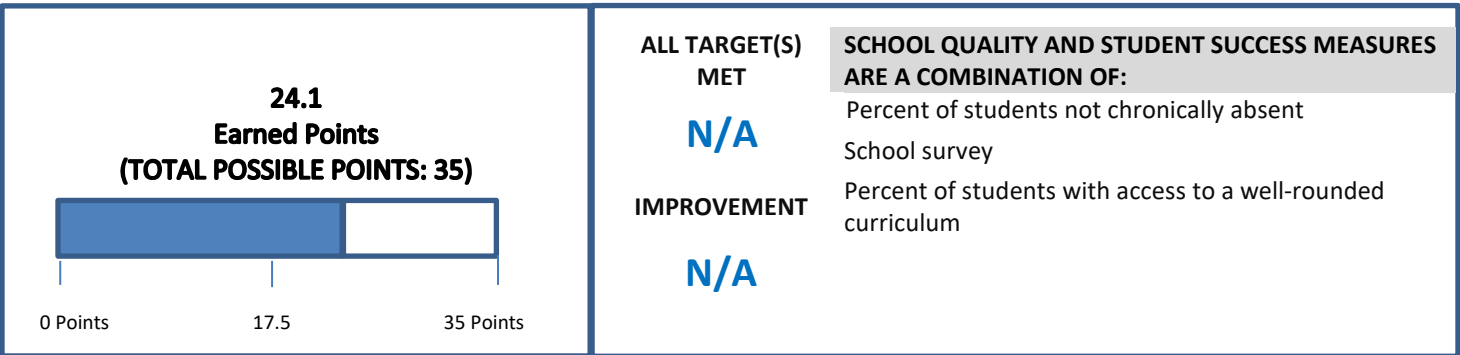 24.1
Earned Points
(TOTAL POSSIBLE POINTS: 35)
0 Points
17.5
35 Points
ALL TARGET(S)
MET
N/A
IMPROVEMENT
N/A
SCHOOL QUALITY AND STUDENT SUCCESS MEASURES
ARE A COMBINATION OF:
Percent of students not chronically absent
School survey
Percent of students with access to a well-rounded
curriculum